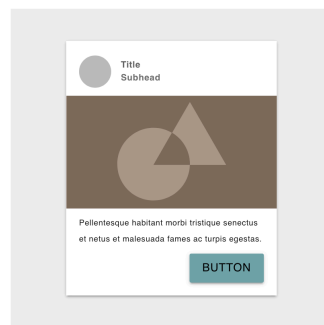 Title
Subhead
Pellentesque habitant morbi tristique senectus
et netus et malesuada fames ac turpis egestas.
BUTTON